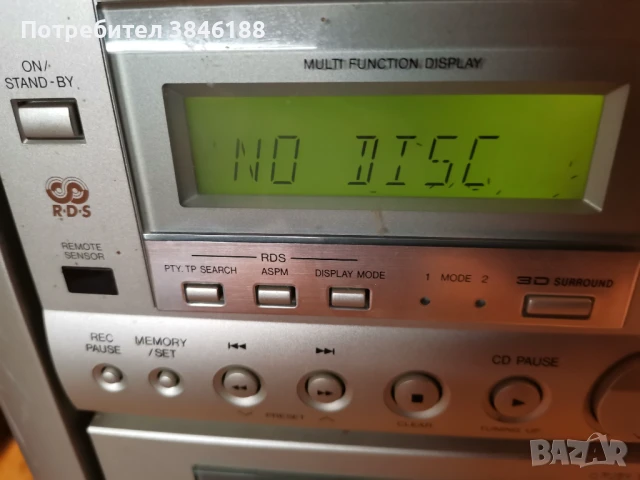 Потребител 3846188
ON/·
STAND-BY
MULTI FUNCTION DISPLAY
NO DISC
R·D·S
REMOTE
SENSOR
RDS
PTY. TP SEARCH
ASPM
DISPLAY MODE
1 MODE 2
3D SURROUND
REC
PAUSE
MEMORY
/SET
CD PAUSE
PRESET
CLEAR
TUNING UP
BAZAR